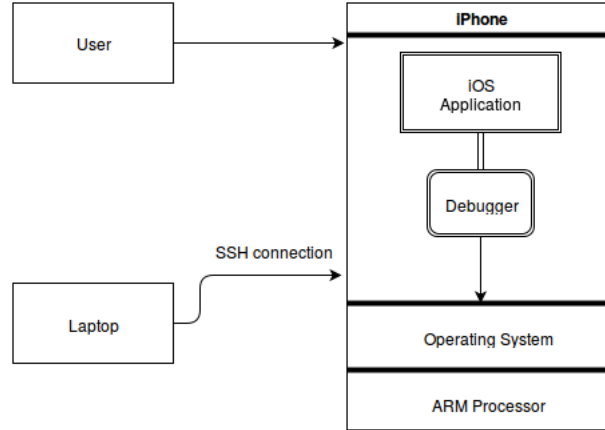 User
iPhone
iOS
Application
Debugger
SSH connection
Laptop
Operating System
ARM Processor